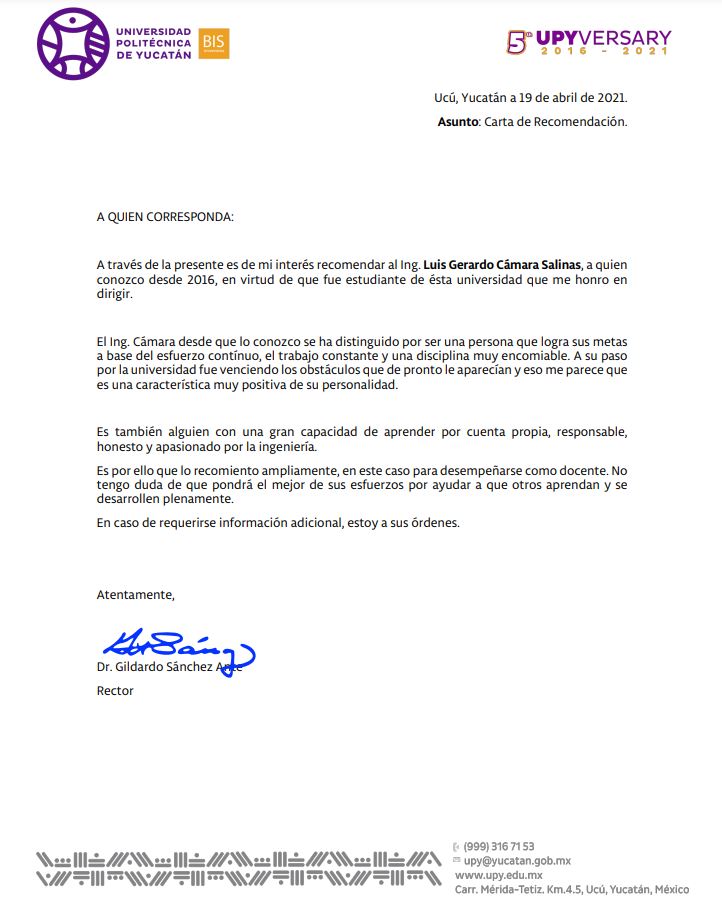 UNIVERSIDAD
POLITÉCNICA
DE YUCATÁN
BIS
5th UPYVERSARY
2016 - 2021
Ucú, Yucatán a 19 de abril de 2021.
Asunto: Carta de Recomendación.
A QUIEN CORRESPONDA:
A través de la presente es de mi interés recomendar al Ing. Luis Gerardo Cámara Salinas, a quien
conozco desde 2016, en virtud de que fue estudiante de ésta universidad que me honro en
dirigir.
El Ing. Cámara desde que lo conozco se ha distinguido por ser una persona que logra sus metas
a base del esfuerzo contínuo, el trabajo constante y una disciplina muy encomiable. A su paso
por la universidad fue venciendo los obstáculos que de pronto le aparecían y eso me parece que
es una característica muy positiva de su personalidad.
Es también alguien con una gran capacidad de aprender por cuenta propia, responsable,
honesto y apasionado por la ingeniería.
Es por ello que lo recomiento ampliamente, en este caso para desempeñarse como docente. No
tengo duda de que pondrá el mejor de sus esfuerzos por ayudar a que otros aprendan y se
desarrollen plenamente.
En caso de requerirse información adicional, estoy a sus órdenes.
Atentamente,
Dr. Gildardo Sánchez Ante
Rector
(999) 316 71 53
upy@yucatan.gob.mx
www.upy.edu.mx
Carr. Mérida-Tetiz. Km.4.5, Ucú, Yucatán, México